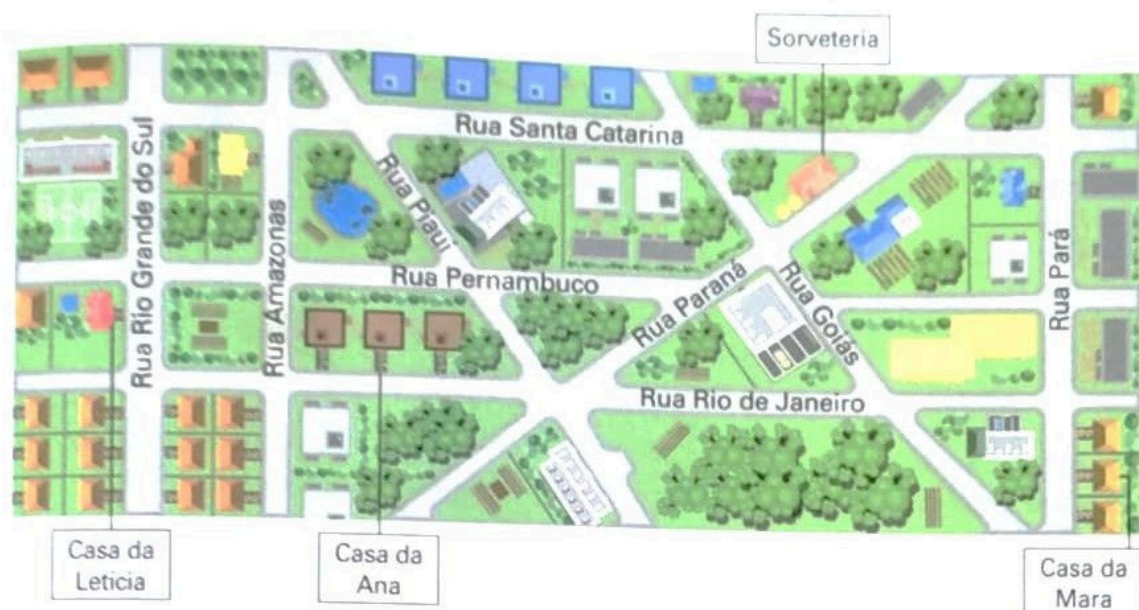 Sorveteria
Rua Santa Catarina
Rua Rio Grande do Sul
Rua Amazonas
Rua Piauí
Rua Pernambuco
Rua Paraná
Rua Goiás
Rua Pará
Rua Rio de Janeiro
Casa da
Letícia
Casa da
Ana
Casa da
Mara